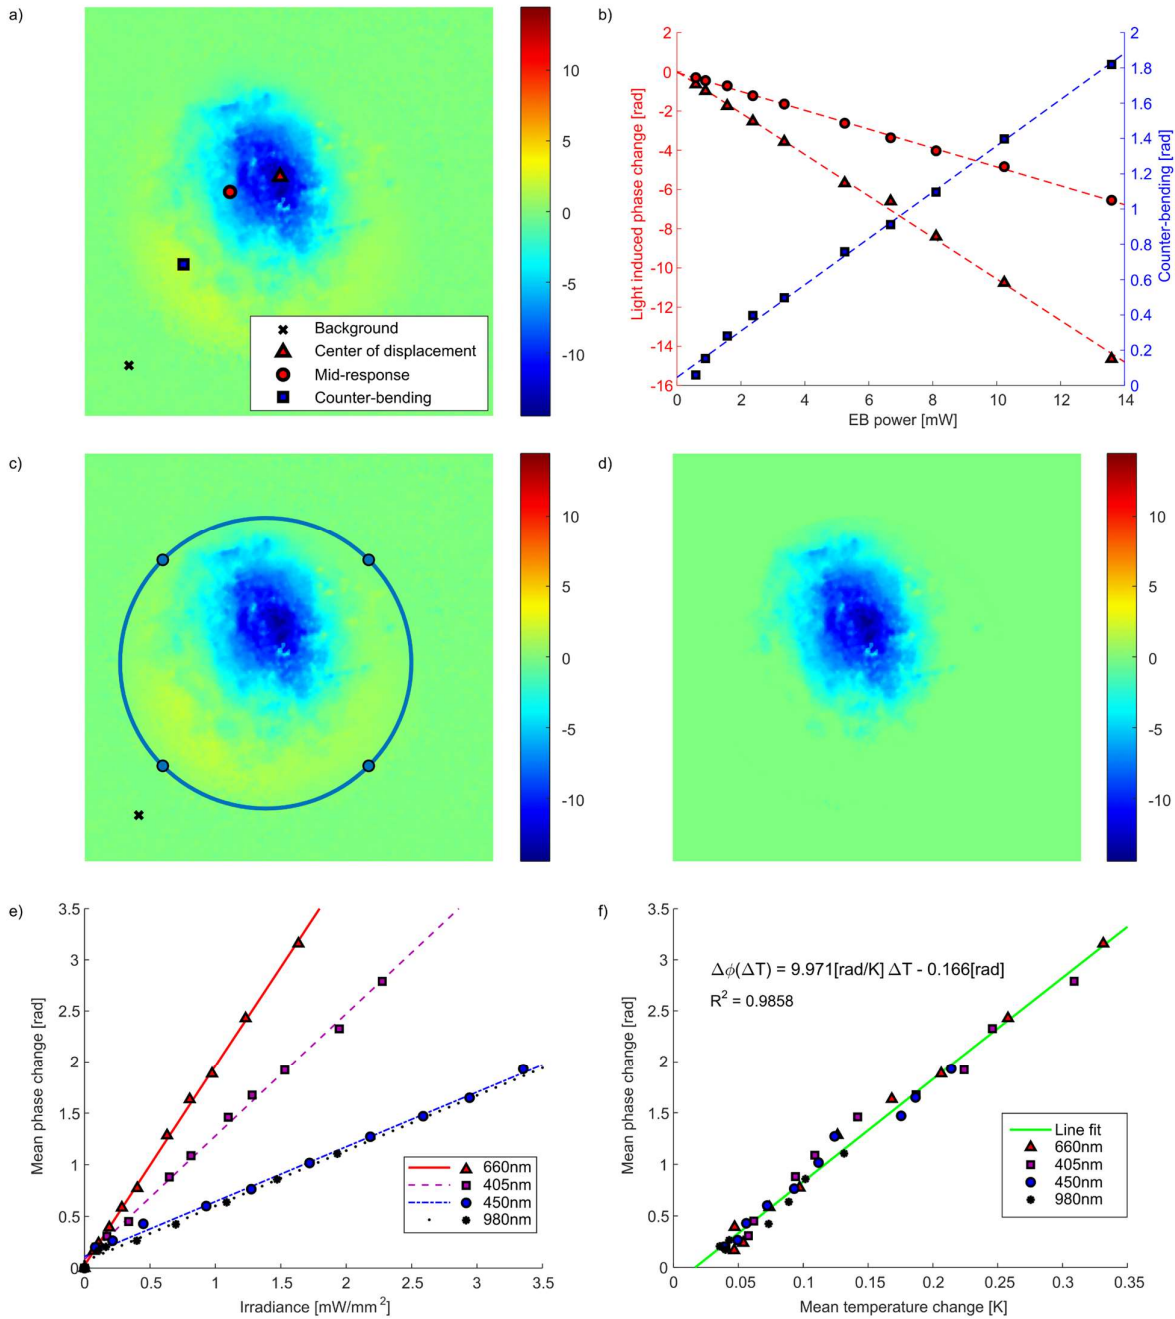 a)
10
5
0
-5
-10
Background
Center of displacement
Mid-response
Counter-bending
b)
2
0
-2
-4
-6
-8
-10
-12
-14
-16
Light induced phase change [rad]
0
2
4
6
8
10
12
14
EB power [mW]
2
1.8
1.6
1.4
1.2
1
0.8
0.6
0.4
0.2
0
Counter-bending [rad]
c)
10
5
0
-5
-10
d)
10
5
0
-5
-10
e)
3.5
3
2.5
2
1.5
1
0.5
0
Mean phase change [rad]
660nm
405nm
450nm
980nm
0
0.5
1
1.5
2
2.5
3
3.5
Irradiance [mW/mm²]
f)
3.5
3
2.5
2
1.5
1
0.5
0
Mean phase change [rad]
Δϕ(ΔT) = 9.971[rad/K] ΔT - 0.166[rad]
R² = 0.9858
Line fit
660nm
405nm
450nm
980nm
0
0.05
0.1
0.15
0.2
0.25
0.3
0.35
Mean temperature change [K]